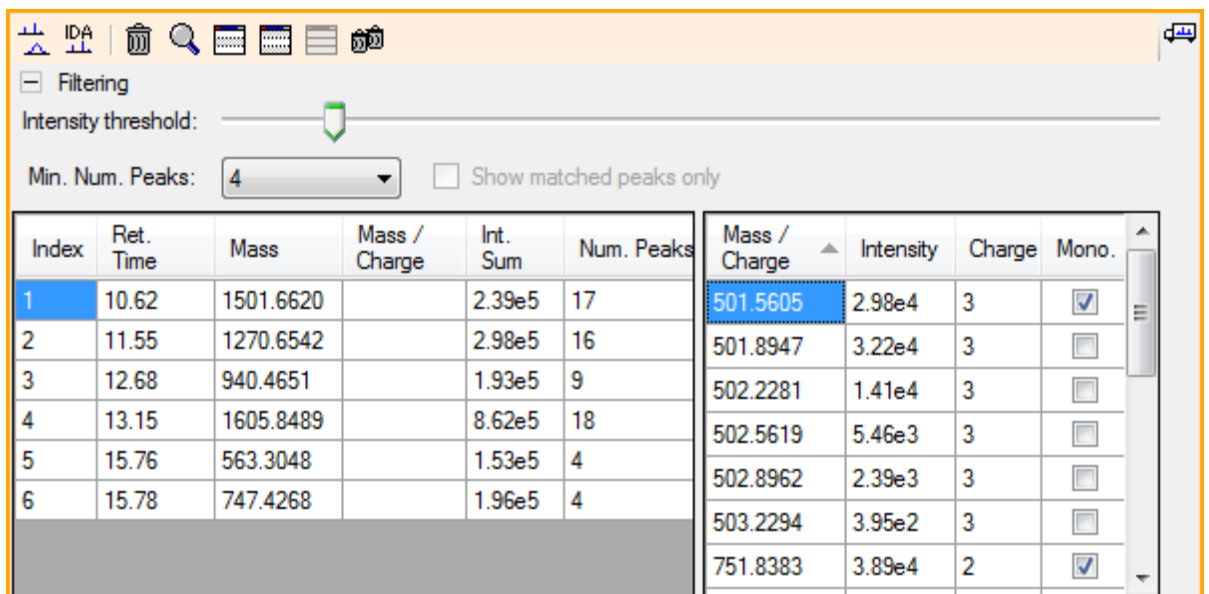 IDA
Filtering
Intensity threshold:
Min. Num. Peaks: 4 Show matched peaks only
Index Ret. Time Mass Mass / Charge Int. Sum Num. Peaks
1 10.62 1501.6620 2.39e5 17
2 11.55 1270.6542 2.98e5 16
3 12.68 940.4651 1.93e5 9
4 13.15 1605.8489 8.62e5 18
5 15.76 563.3048 1.53e5 4
6 15.78 747.4268 1.96e5 4
Mass / Charge Intensity Charge Mono.
501.5605 2.98e4 3
501.8947 3.22e4 3
502.2281 1.41e4 3
502.5619 5.46e3 3
502.8962 2.39e3 3
503.2294 3.95e2 3
751.8383 3.89e4 2